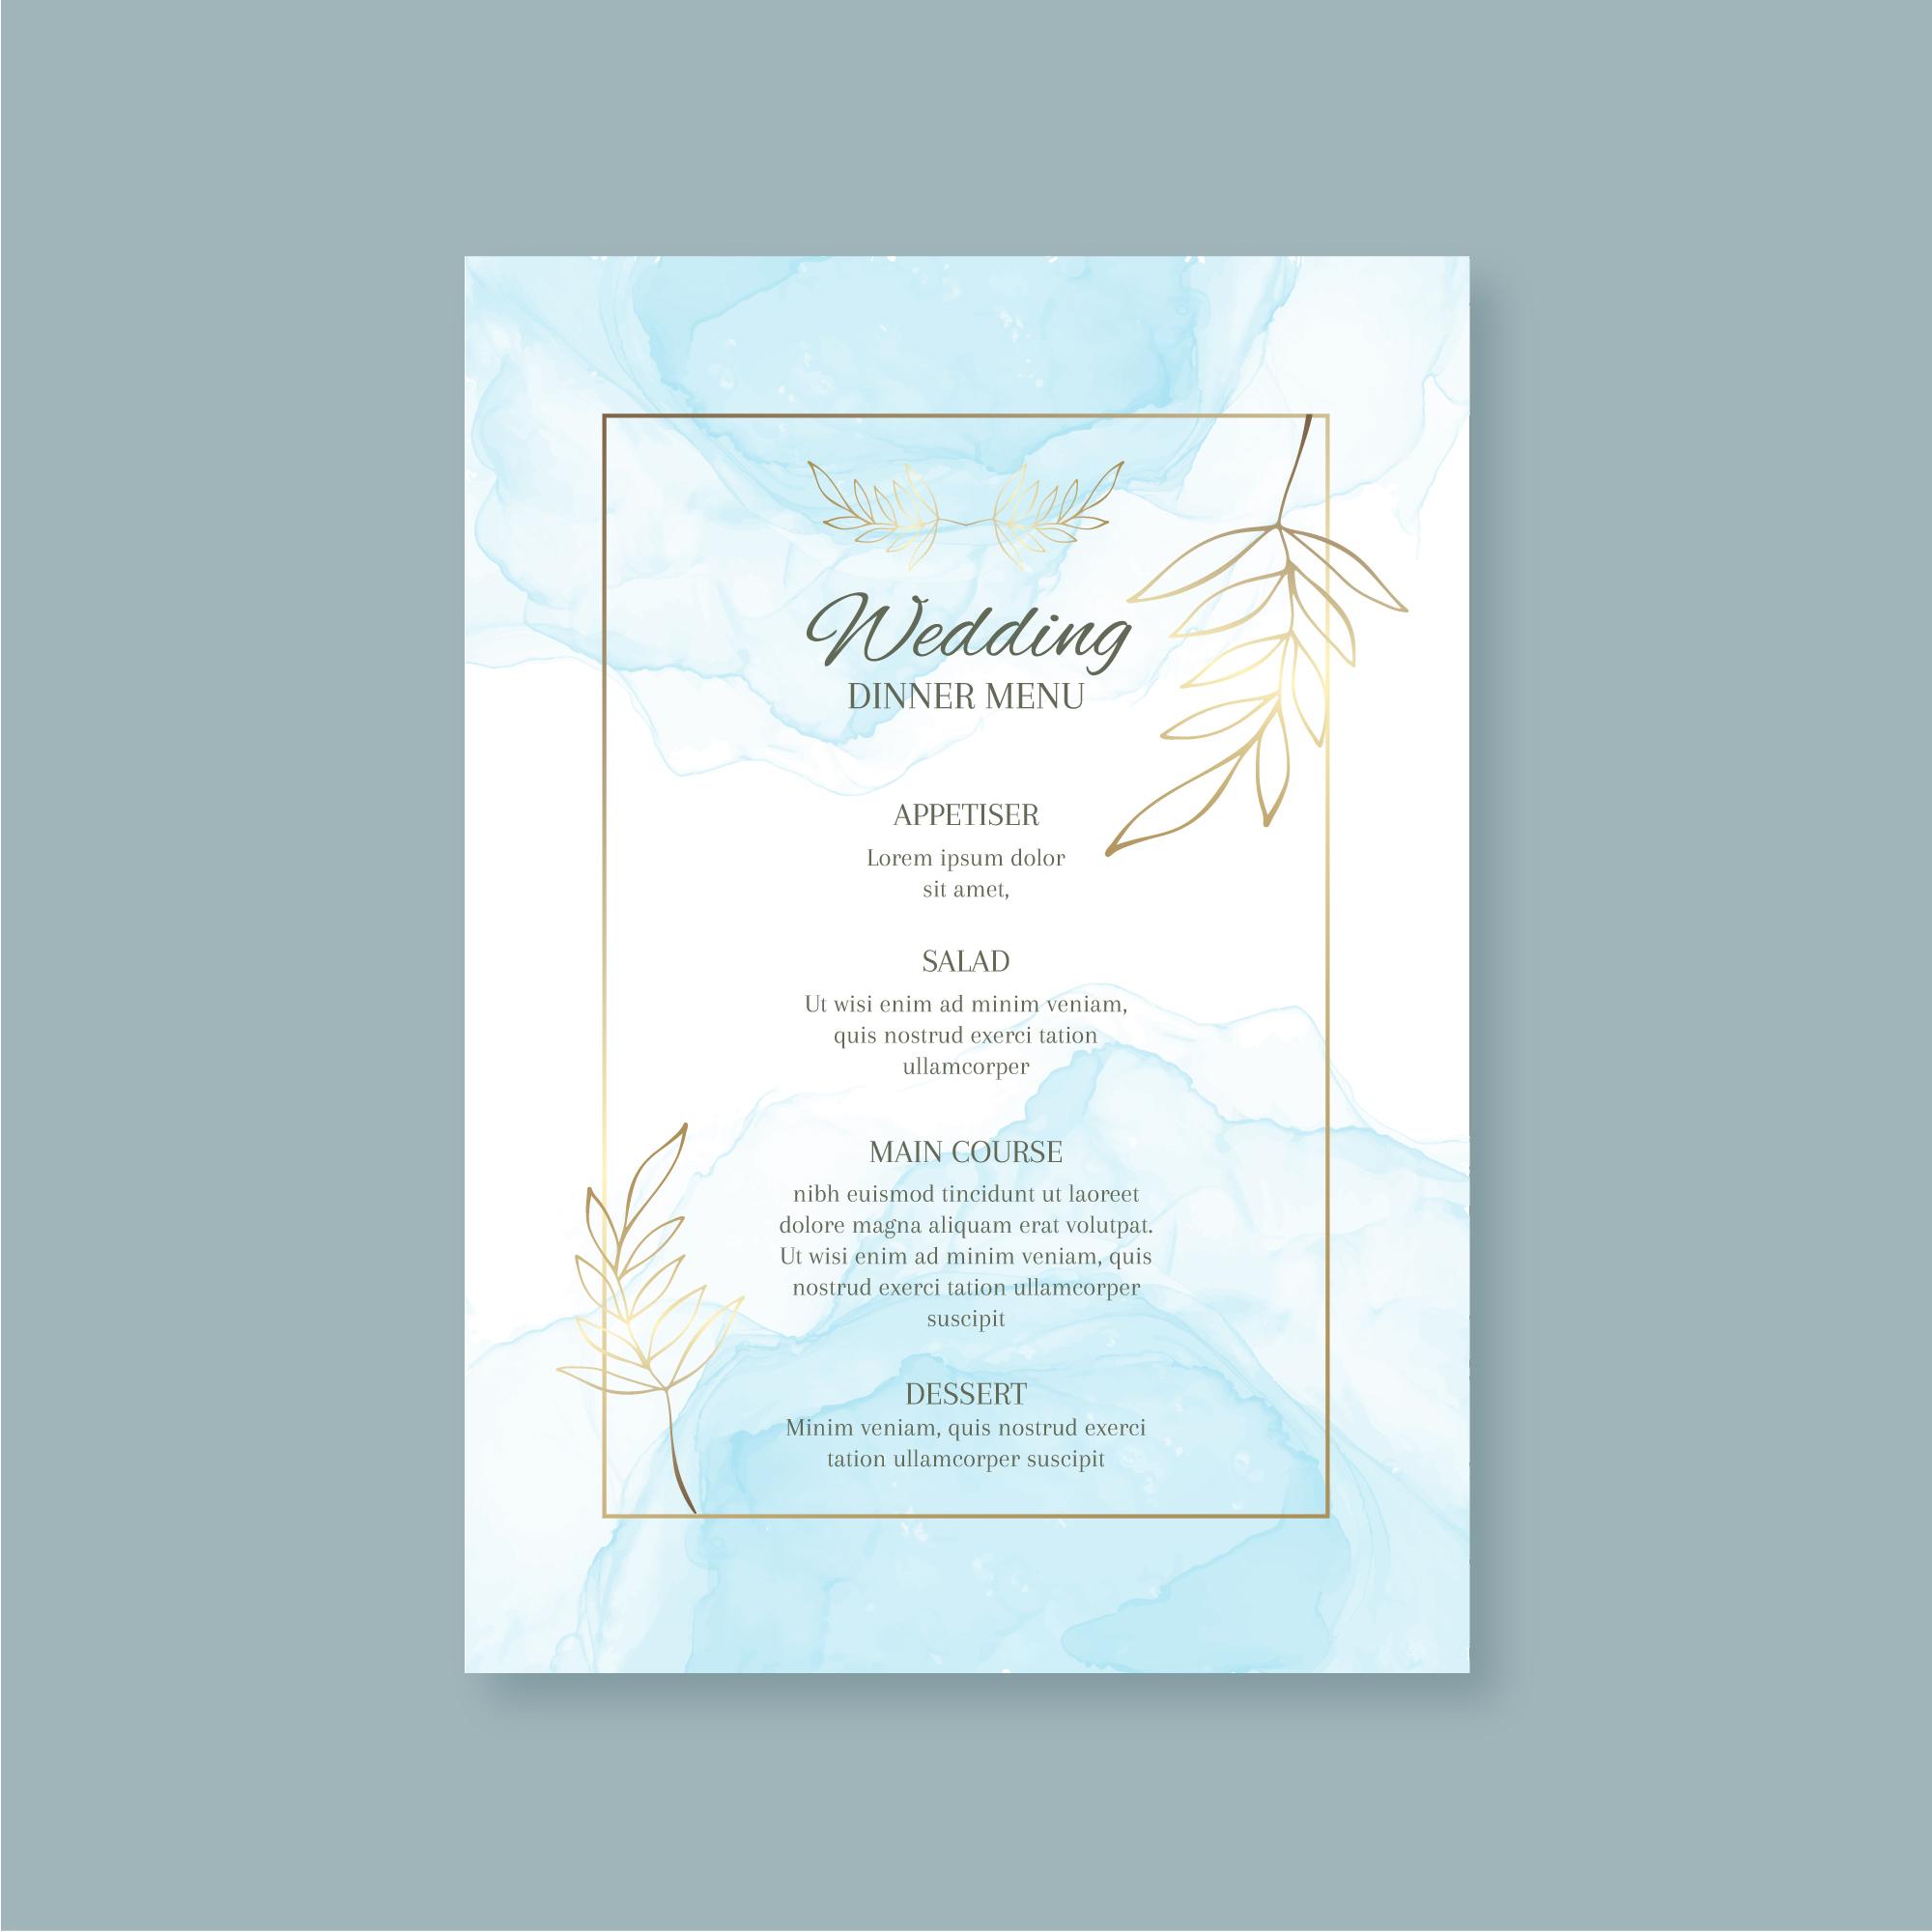 Wedding
DINNER MENU
APPETISER
Lorem ipsum dolor
sit amet,
SALAD
Ut wisi enim ad minim veniam,
quis nostrud exerci tation
ullamcorper
MAIN COURSE
nibh euismod tincidunt ut laoreet
dolore magna aliquam erat volutpat.
Ut wisi enim ad minim veniam, quis
nostrud exerci tation ullamcorper
suscipit
DESSERT
Minim veniam, quis nostrud exerci
tation ullamcorper suscipit